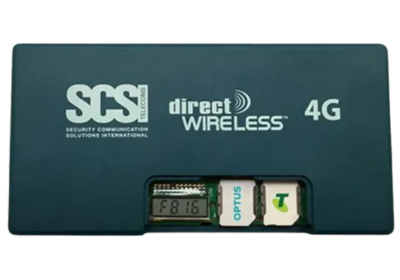 SCSI
TELECOMS
SECURITY COMMUNICATION
SOLUTIONS INTERNATIONAL
direct
WIRELESS™
4G
F816
OPTUS
T